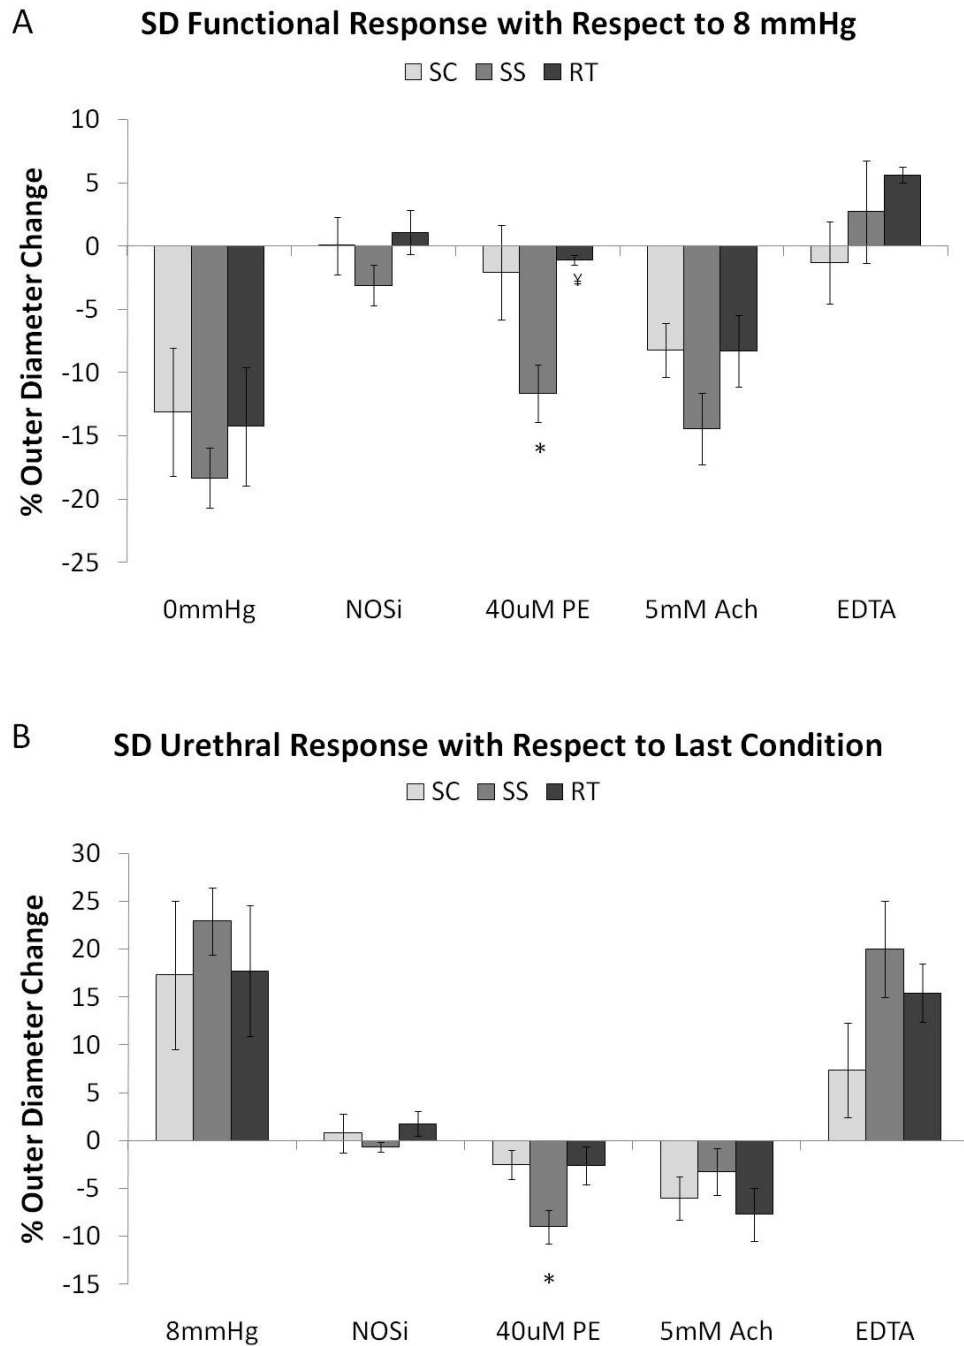 A
SD Functional Response with Respect to 8 mmHg
SC SS RT
10
5
0
-5
-10
-15
-20
-25
% Outer Diameter Change
¥
*
0mmHg NOSi 40uM PE 5mM Ach EDTA
B
SD Urethral Response with Respect to Last Condition
SC SS RT
30
25
20
15
10
5
0
-5
-10
-15
% Outer Diameter Change
*
8mmHg NOSi 40uM PE 5mM Ach EDTA